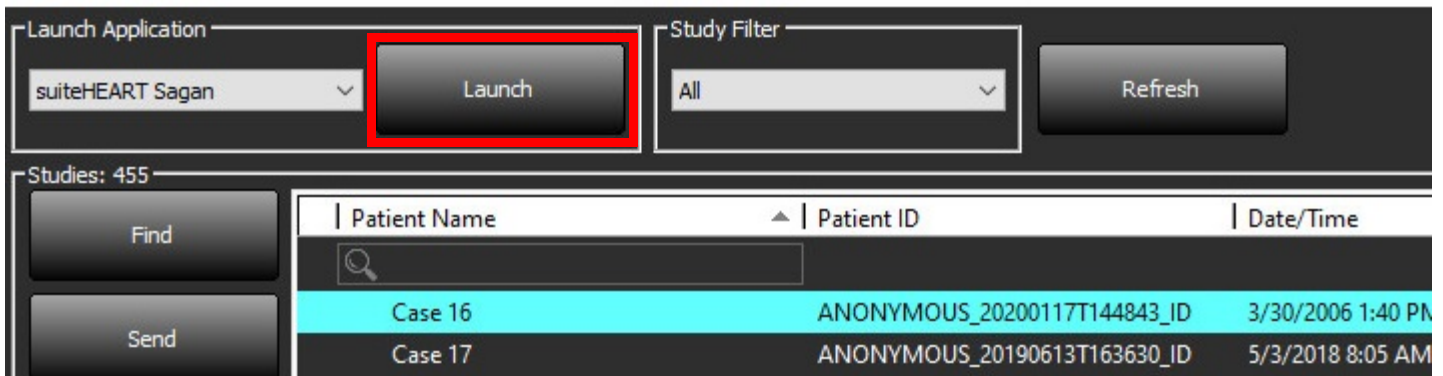 Launch Application
suiteHEART Sagan
Launch
Study Filter
All
Refresh
Studies: 455
Find
Send
Patient Name Patient ID Date/Time
Case 16 ANONYMOUS_20200117T144843_ID 3/30/2006 1:40 PM
Case 17 ANONYMOUS_20190613T163630_ID 5/3/2018 8:05 AM